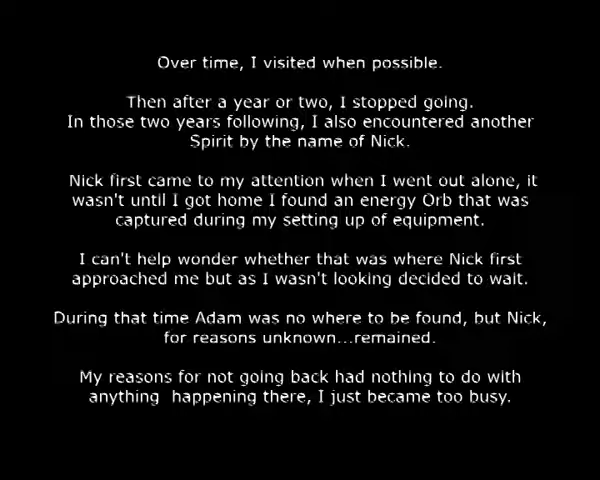 Over time, I visited when possible.
Then after a year or two, I stopped going.
In those two years following, I also encountered another
Spirit by the name of Nick.
Nick first came to my attention when I went out alone, it
wasn't until I got home I found an energy Orb that was
captured during my setting up of equipment.
I can't help wonder whether that was where Nick first
approached me but as I wasn't looking decided to wait.
During that time Adam was no where to be found, but Nick,
for reasons unknown...remained.
My reasons for not going back had nothing to do with
anything  happening there, I just became too busy.